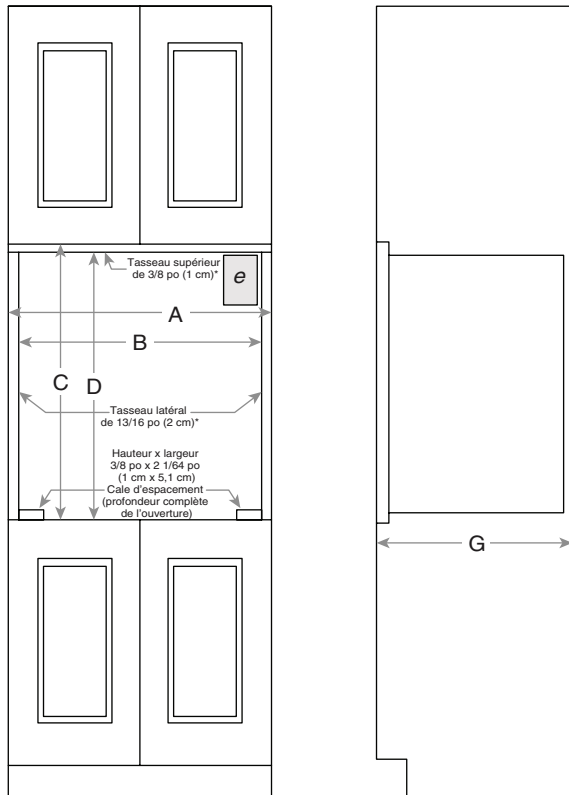 Tasseau supérieur
de 3/8 po (1 cm)*
e
A
B
C
D
Tasseau latéral
de 13/16 po (2 cm)*
Hauteur x largeur
3/8 po x 2 1/64 po
(1 cm x 5,1 cm)
Cale d'espacement
(profondeur complète
de l'ouverture)
G